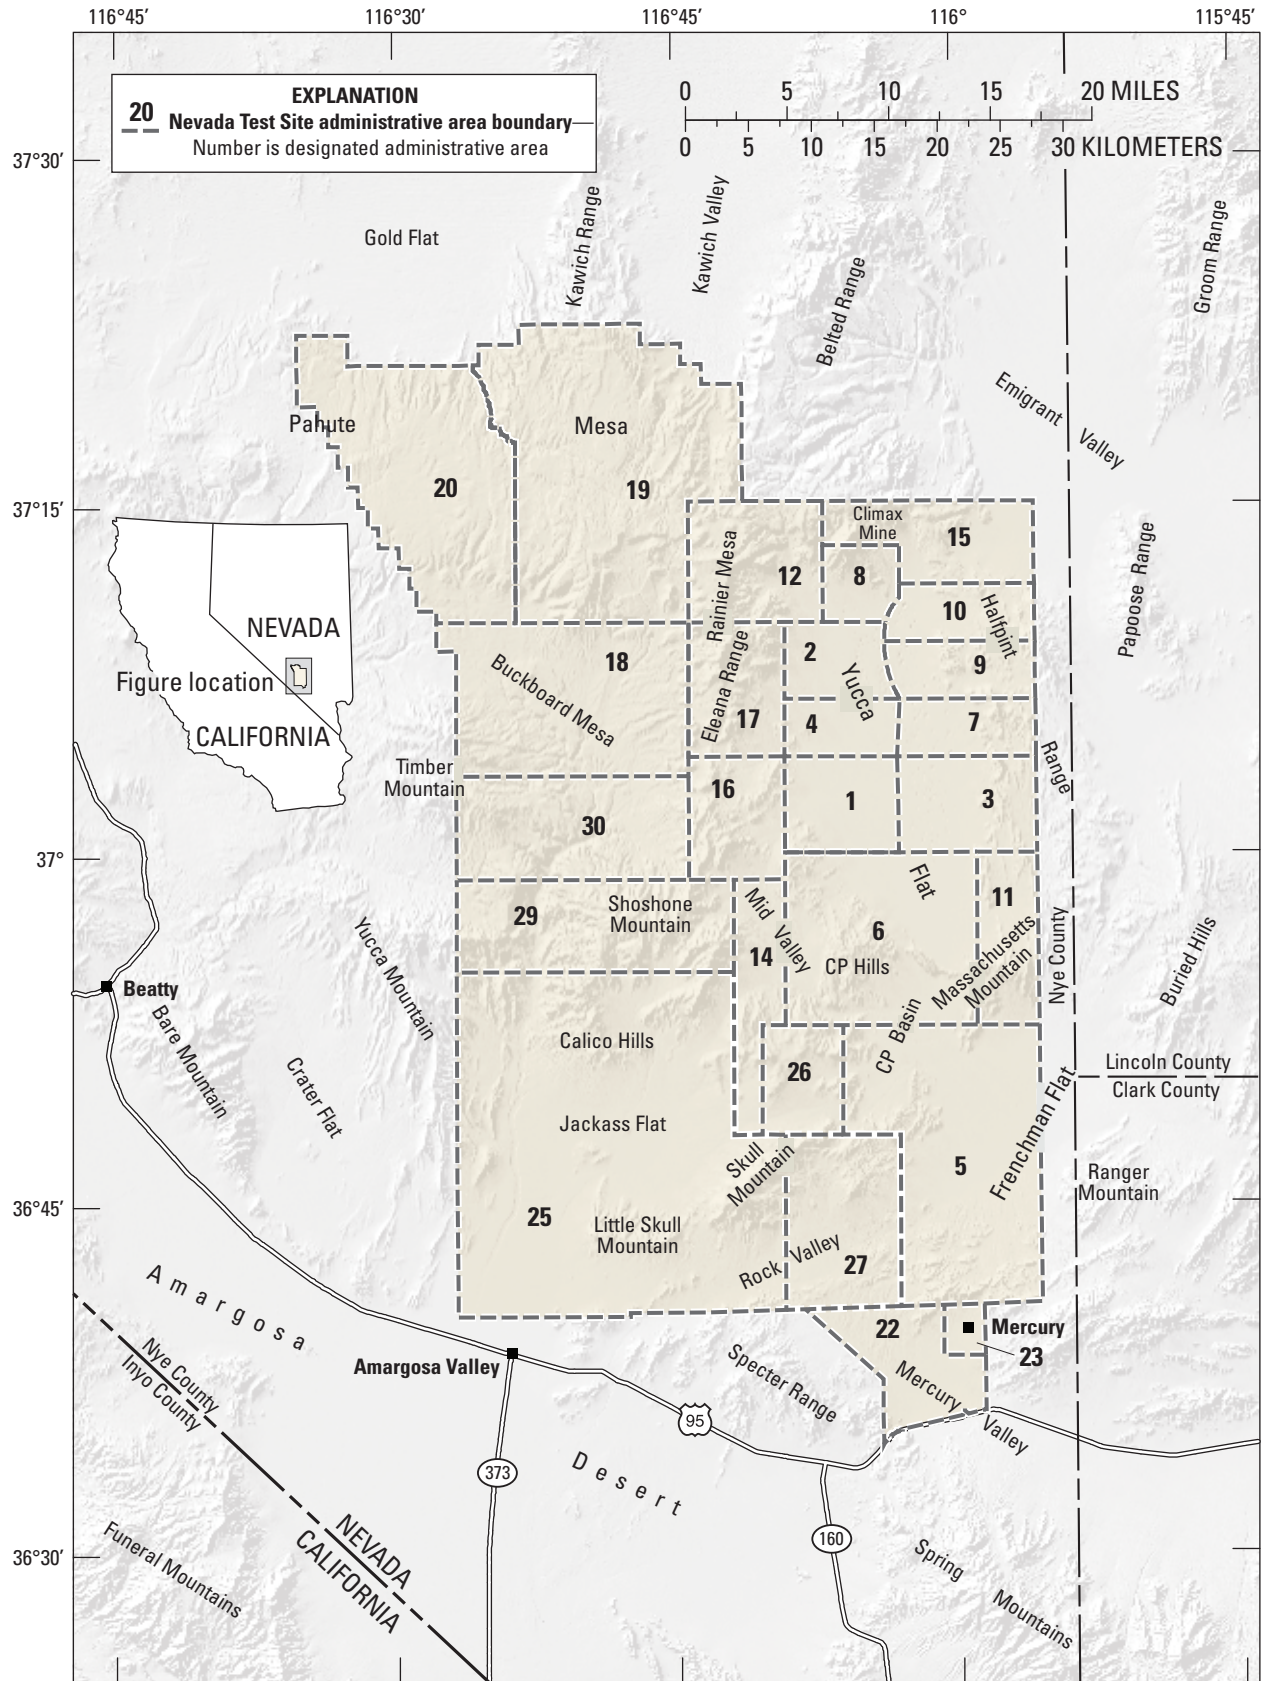 116°45′ 116°30′ 116°45′ 116° 115°45′
EXPLANATION
20 Nevada Test Site administrative area boundary—
Number is designated administrative area
0 5 10 15 20 MILES
0 5 10 15 20 25 30 KILOMETERS
37°30′
Gold Flat
Kawich Range
Kawich Valley
Belted Range
Groom Range
Emigrant Valley
Pahute Mesa
20
19
37°15′
Climax
Mine
15
Rainier Mesa
12
8
10
Halfpint
Papoose Range
NEVADA
Figure location
CALIFORNIA
18
Buckboard Mesa
Eleana Range
2
Yucca
9
17
4
7
Timber
Mountain
16
1
3
Range
30
37°
Flat
11
29
Shoshone
Mountain
Mid Valley
14
6
CP Hills
Massachusetts
Mountain
Nye County
Buried Hills
Yucca Mountain
Beatty
Bare Mountain
Crater Flat
Calico Hills
26
CP Basin
Lincoln County
Clark County
Jackass Flat
Skull
Mountain
5
Frenchman Flat
Ranger
Mountain
36°45′
25
Little Skull
Mountain
Rock Valley
27
Amargosa
22
Mercury
23
Nye County
Inyo County
Amargosa Valley
Specter Range
Mercury Valley
95
Desert
373
160
36°30′
NEVADA
CALIFORNIA
Funeral Mountains
Spring Mountains